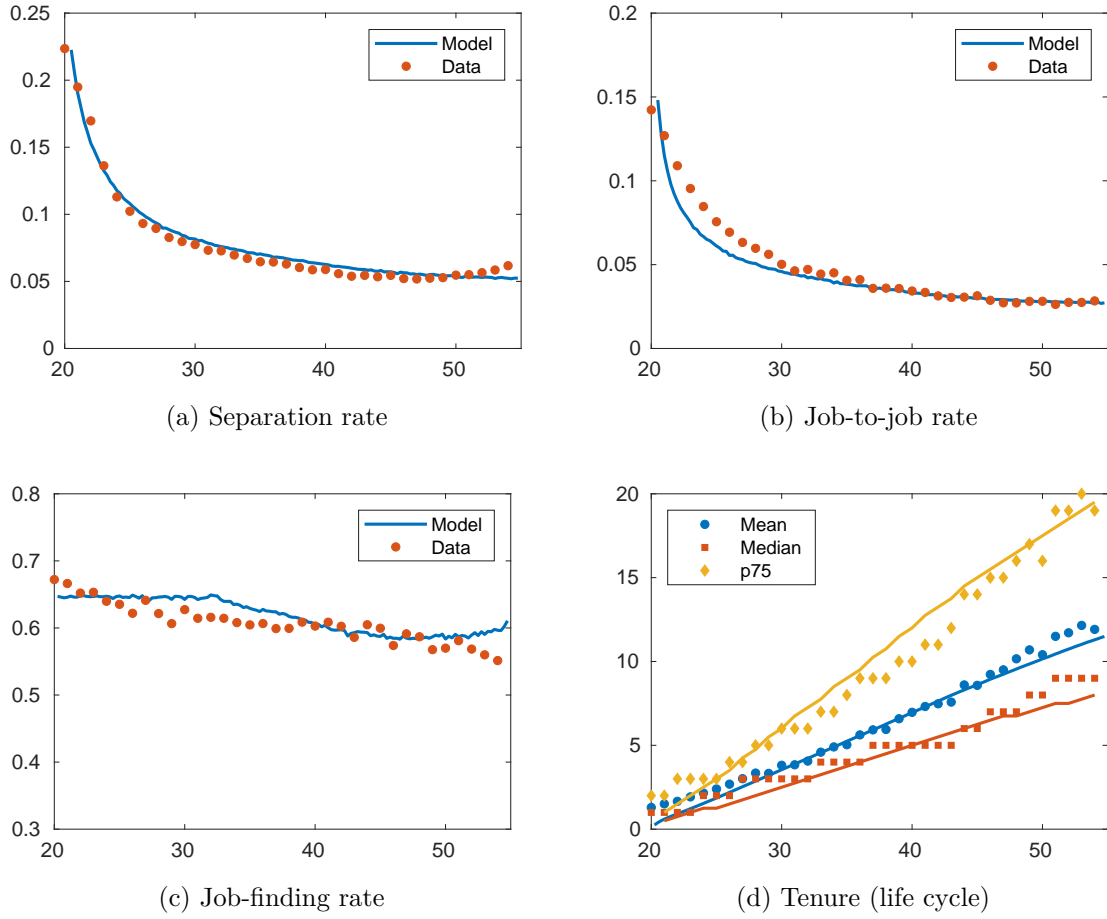 0.25
0.2
0.15
0.1
0.05
0
20 30 40 50
Model
Data
(a) Separation rate
0.2
0.15
0.1
0.05
0
20 30 40 50
Model
Data
(b) Job-to-job rate
0.8
0.7
0.6
0.5
0.4
0.3
20 30 40 50
Model
Data
(c) Job-finding rate
20
15
10
5
0
20 30 40 50
Mean
Median
p75
(d) Tenure (life cycle)